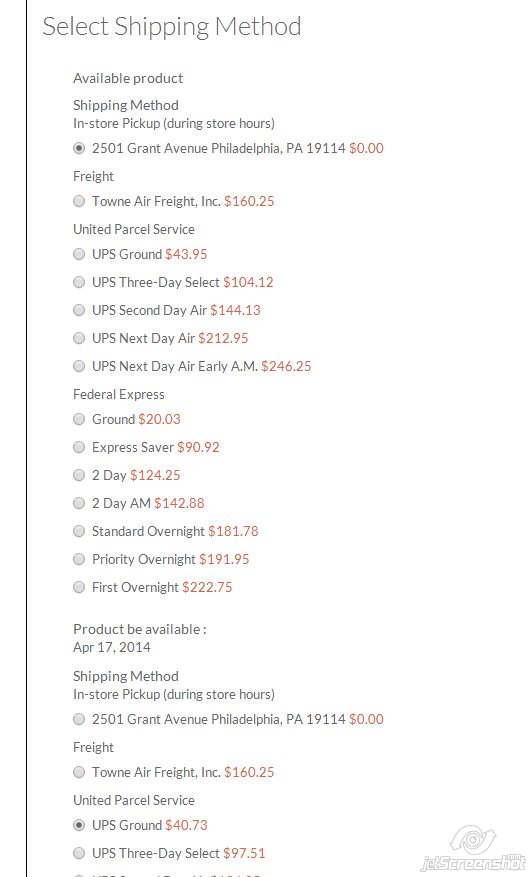 Select Shipping Method
Available product
Shipping Method
In-store Pickup (during store hours)
2501 Grant Avenue Philadelphia, PA 19114 $0.00
Freight
Towne Air Freight, Inc. $160.25
United Parcel Service
UPS Ground $43.95
UPS Three-Day Select $104.12
UPS Second Day Air $144.13
UPS Next Day Air $212.95
UPS Next Day Air Early A.M. $246.25
Federal Express
Ground $20.03
Express Saver $90.92
2 Day $124.25
2 Day AM $142.88
Standard Overnight $181.78
Priority Overnight $191.95
First Overnight $222.75
Product be available :
Apr 17, 2014
Shipping Method
In-store Pickup (during store hours)
2501 Grant Avenue Philadelphia, PA 19114 $0.00
Freight
Towne Air Freight, Inc. $160.25
United Parcel Service
UPS Ground $40.73
UPS Three-Day Select $97.51
jetScreenshot
.com